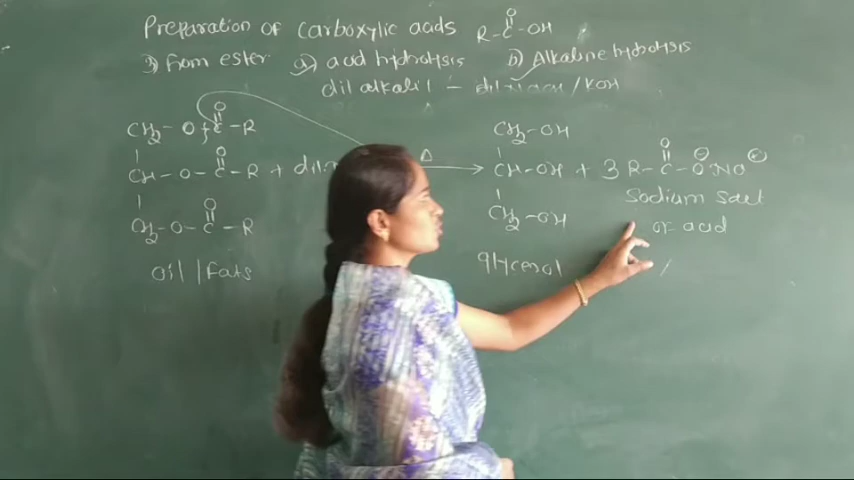 Preparation of carboxylic acids R-C-OH
O
3) from ester a) acid hydrolysis b) Alkaline hydrolysis
dil alkali - dil NaOH / KOH
O O
CH2- O C - R CH2-OH
O O
CH - O - C - R + dil. Δ CH-OH + 3 R-C-O⊖ Na⊕
O Sodium salt
CH2-O- C -R CH2-OH of acid
oil / Fats glycerol /